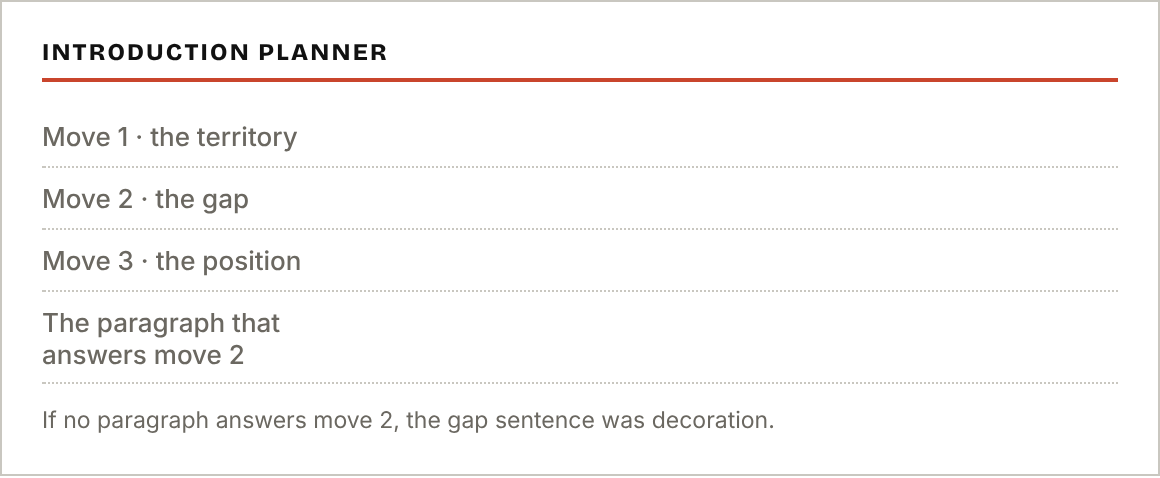 INTRODUCTION PLANNER
Move 1 · the territory
Move 2 · the gap
Move 3 · the position
The paragraph that
answers move 2
If no paragraph answers move 2, the gap sentence was decoration.